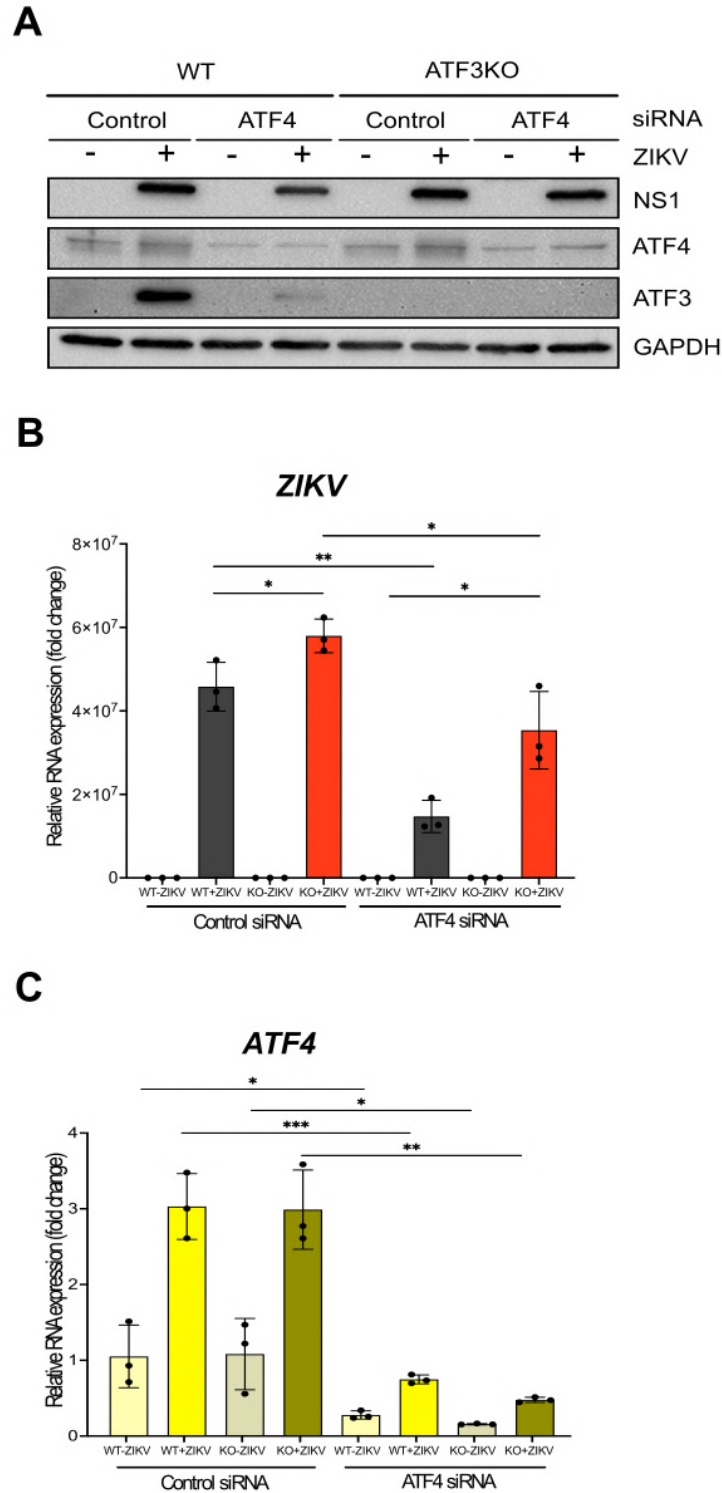 A
WT ATF3KO
Control ATF4 Control ATF4 siRNA
- + - + - + - + ZIKV
NS1
ATF4
ATF3
GAPDH
B
ZIKV
*
**
* *
Relative RNA expression (fold change)
8×10⁷
6×10⁷
4×10⁷
2×10⁷
0
WT-ZIKV WT+ZIKV KO-ZIKV KO+ZIKV WT-ZIKV WT+ZIKV KO-ZIKV KO+ZIKV
Control siRNA ATF4 siRNA
C
ATF4
*
*
***
**
Relative RNA expression (fold change)
4
3
2
1
0
WT-ZIKV WT+ZIKV KO-ZIKV KO+ZIKV WT-ZIKV WT+ZIKV KO-ZIKV KO+ZIKV
Control siRNA ATF4 siRNA